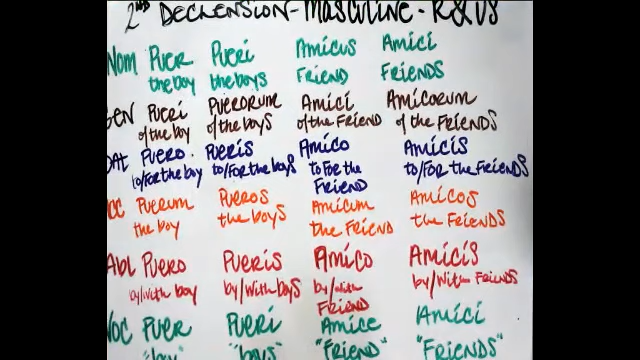 2nd DECLENSION - MASCULINE - R & US
NOM PUER PUERI AMICUS AMICI
the boy the boys FRIEND FRIENDS
GEN PUERI PUERORUM AMICI AMICORUM
of the boy of the boys of the FRIEND of the FRIENDS
DAT PUERO PUERIS AMICO AMICIS
to/for the boy to/for the boys to For the FRIEND to/For the FRIENDS
CC PUERUM PUEROS AMICUM AMICOS
the boy the boys the FRIEND the FRIENDS
Abl PUERO PUERIS AMICO AMICIS
by/with boy by/with boys by/with FRIEND by/With FRIENDS
VOC PUER PUERI AMICE AMICI
"boy" "boys" "FRIEND" "FRIENDS"